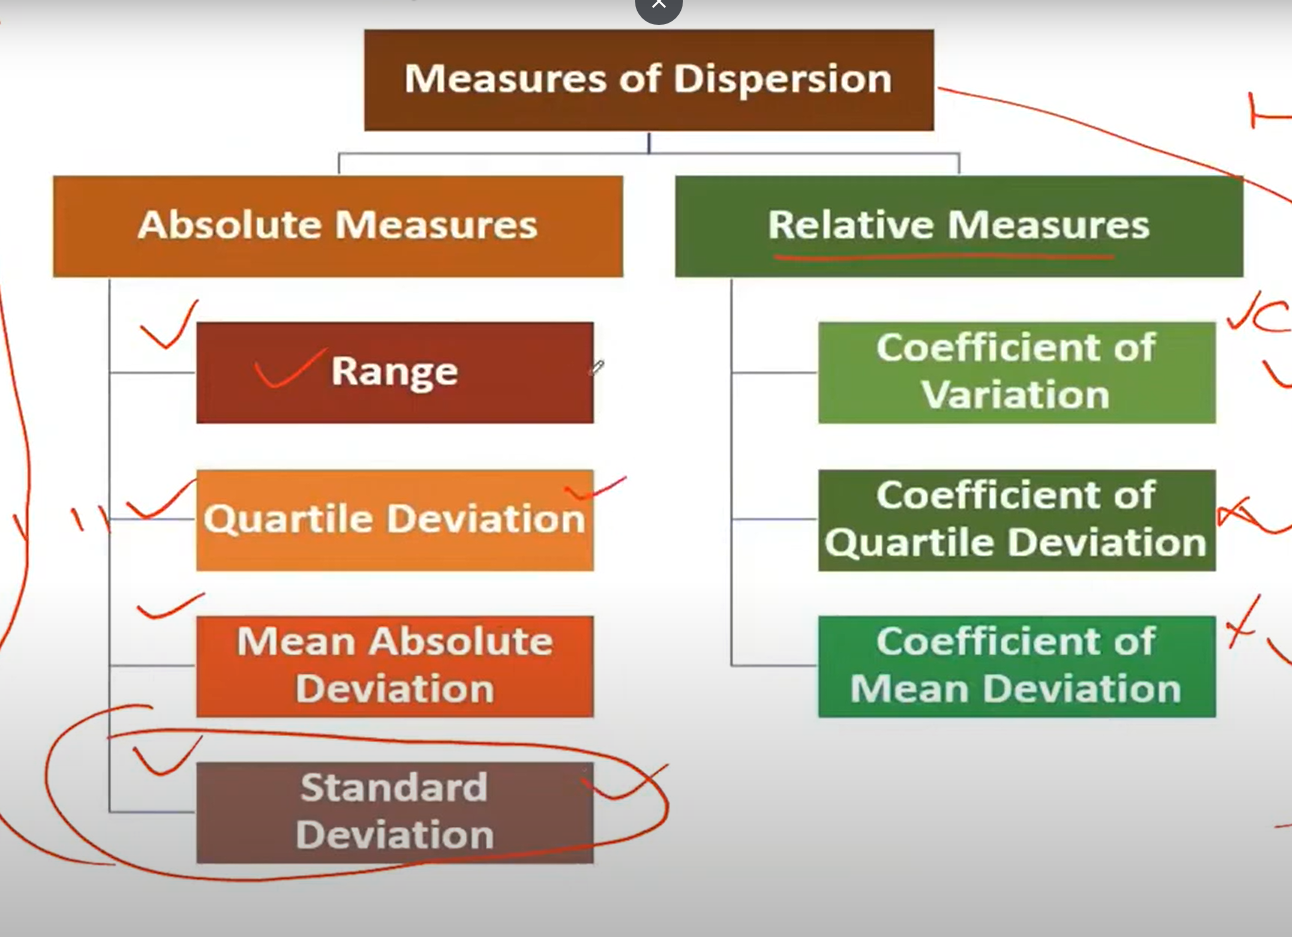 Measures of Dispersion
Absolute Measures
Relative Measures
Range
Coefficient of
Variation
Quartile Deviation
Coefficient of
Quartile Deviation
Mean Absolute
Deviation
Coefficient of
Mean Deviation
Standard
Deviation